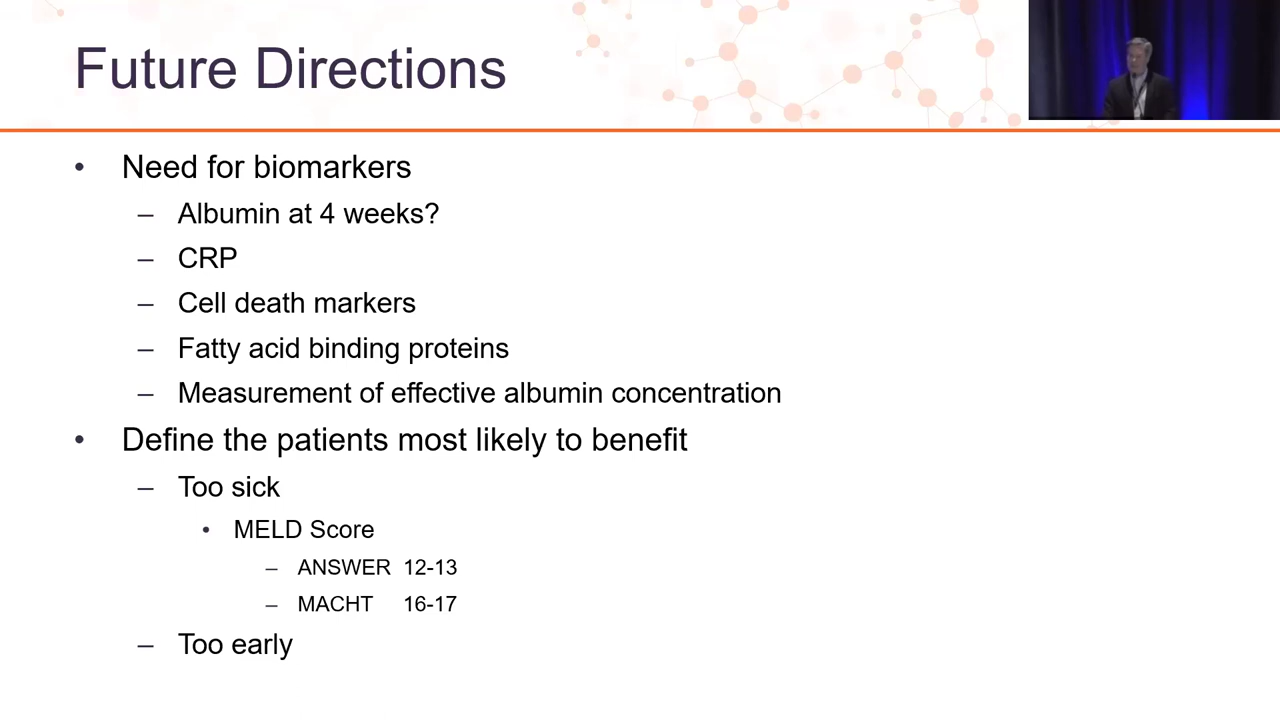 Future Directions
• Need for biomarkers
– Albumin at 4 weeks?
– CRP
– Cell death markers
– Fatty acid binding proteins
– Measurement of effective albumin concentration
• Define the patients most likely to benefit
– Too sick
• MELD Score
– ANSWER 12-13
– MACHT 16-17
– Too early